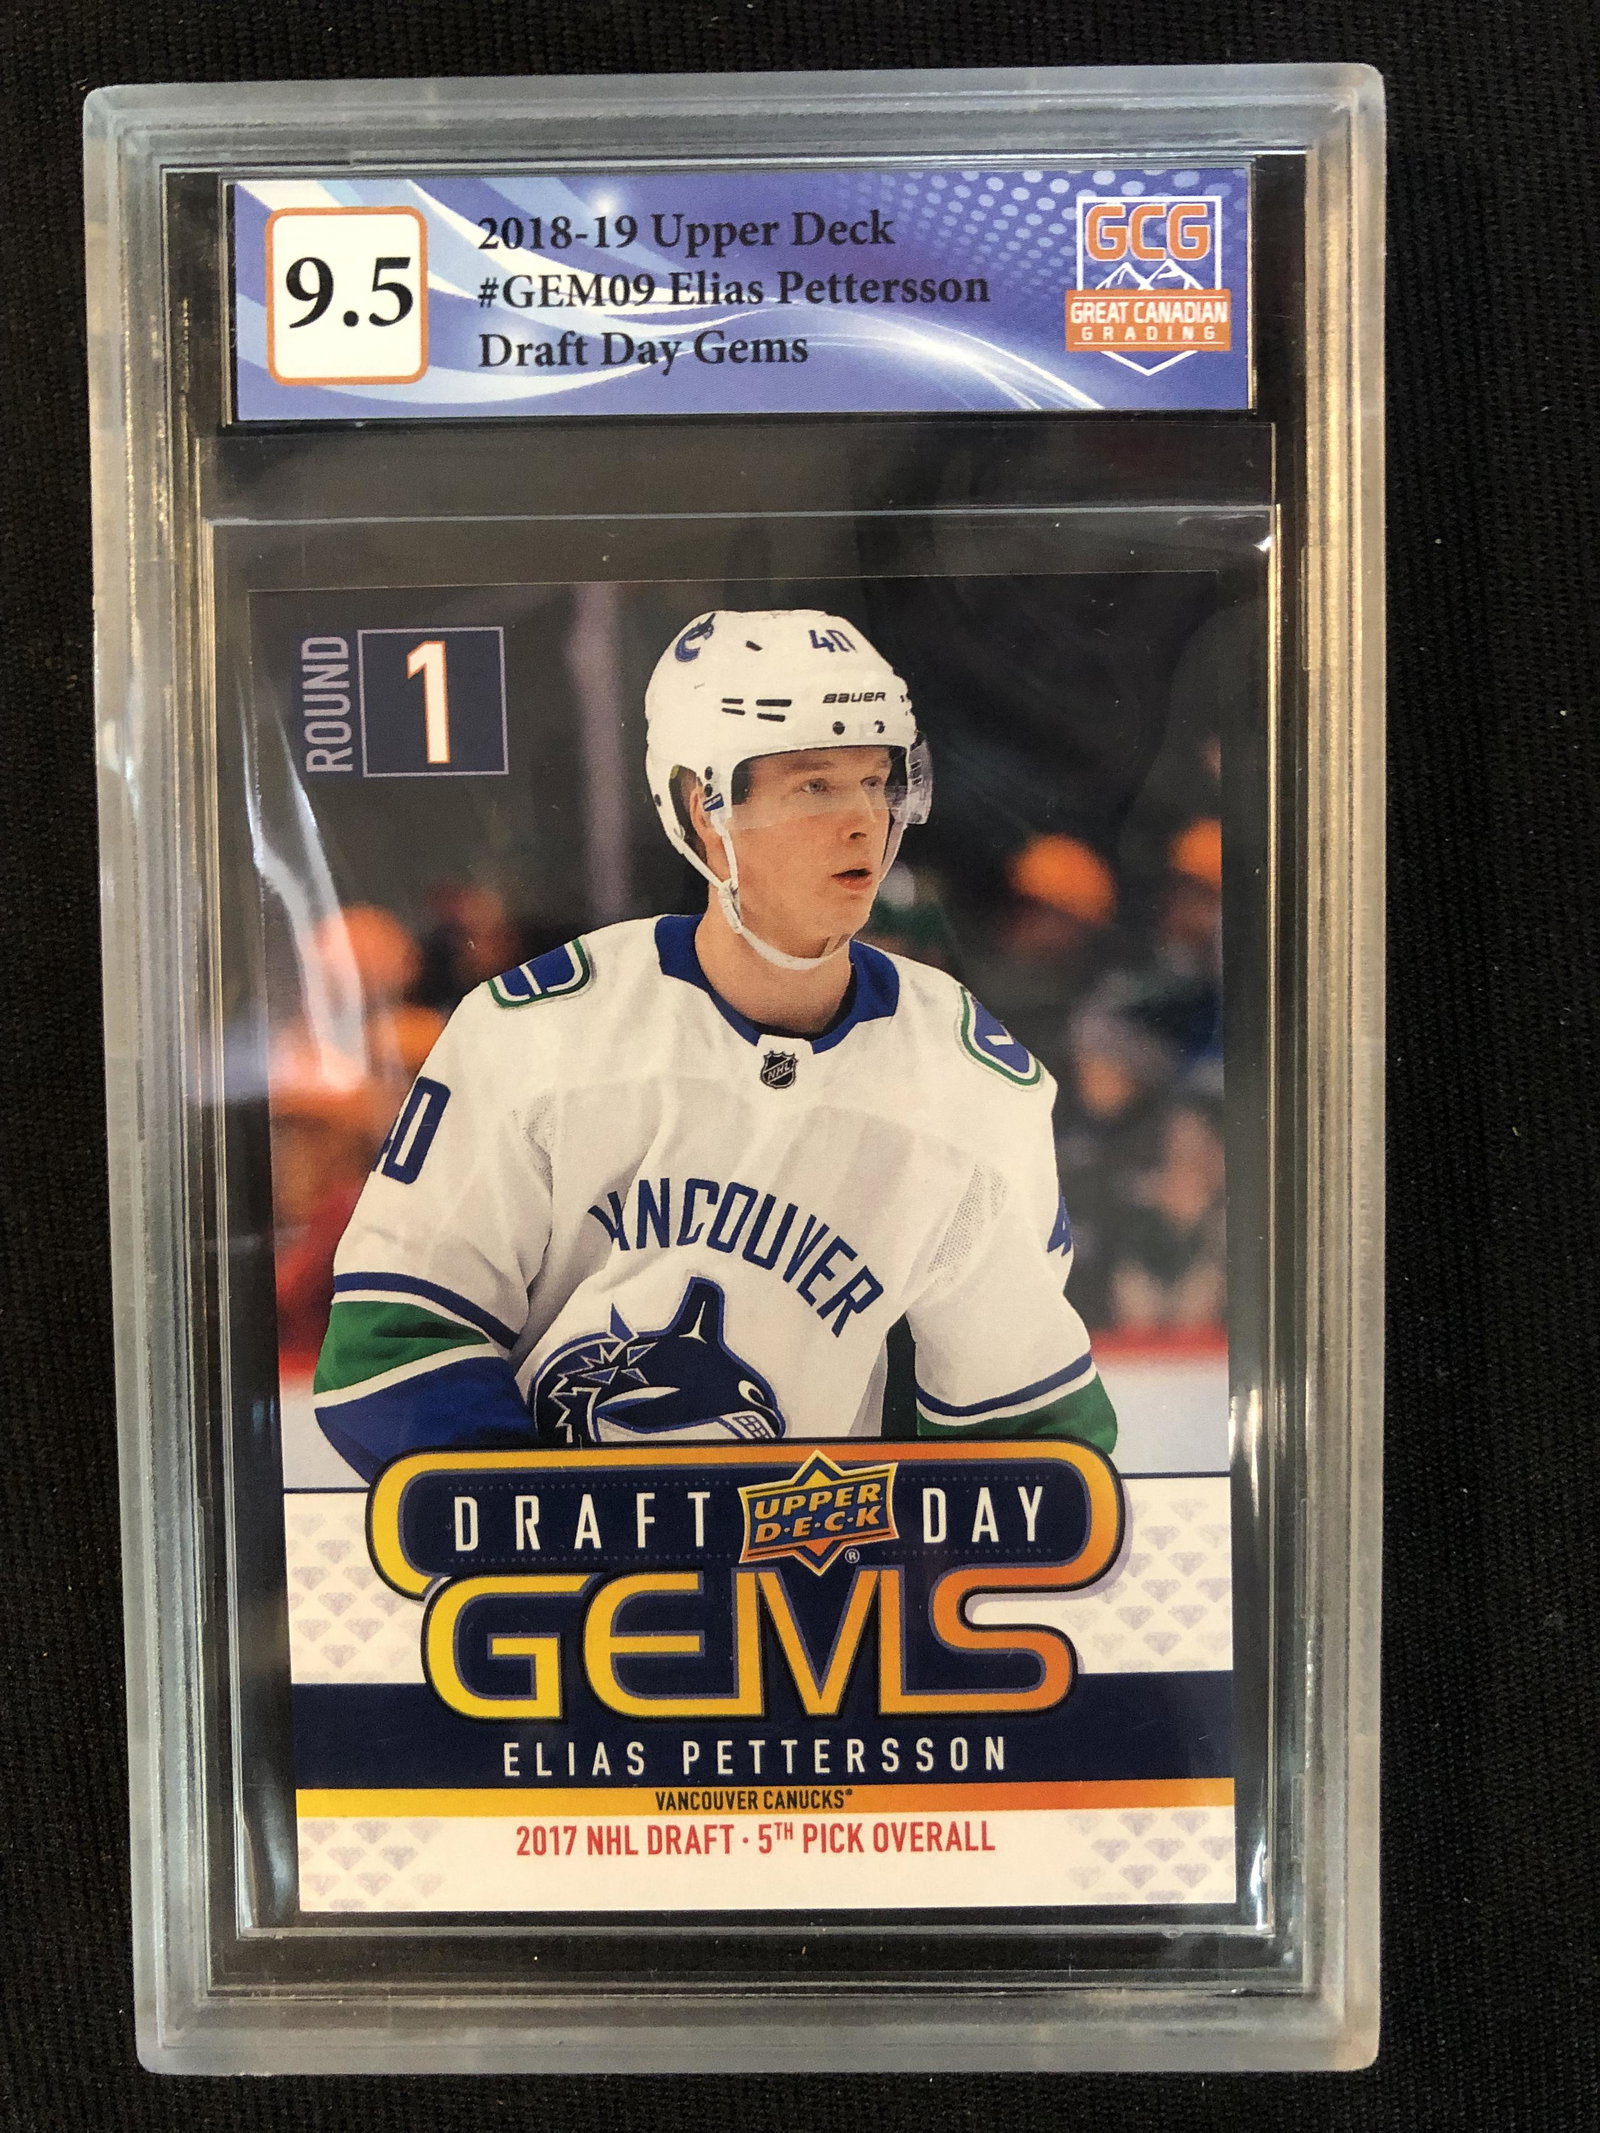 9.5
2018-19 Upper Deck
#GEM09 Elias Pettersson
Draft Day Gems
GCG
GREAT CANADIAN
GRADING
ROUND
1
40
BAUER
NHL
40
VANCOUVER
DRAFT UPPER DECK® DAY
GEMS
ELIAS PETTERSSON
VANCOUVER CANUCKS®
2017 NHL DRAFT · 5TH PICK OVERALL